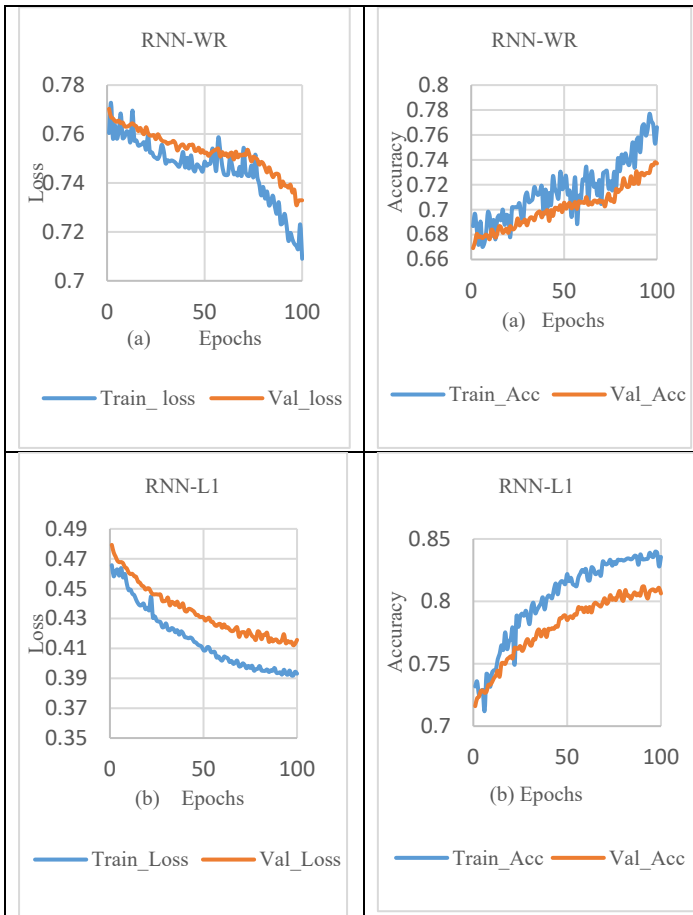 RNN-WR
0.78
0.76
0.74
0.72
0.7
Loss
0 50 100
(a) Epochs
Train_ loss Val_loss
RNN-WR
0.8
0.78
0.76
0.74
0.72
0.7
0.68
0.66
Accuracy
0 50 100
(a) Epochs
Train_Acc Val_Acc
RNN-L1
0.49
0.47
0.45
0.43
0.41
0.39
0.37
0.35
Loss
0 50 100
(b) Epochs
Train_Loss Val_Loss
RNN-L1
0.85
0.8
0.75
0.7
Accuracy
0 50 100
(b) Epochs
Train_Acc Val_Acc